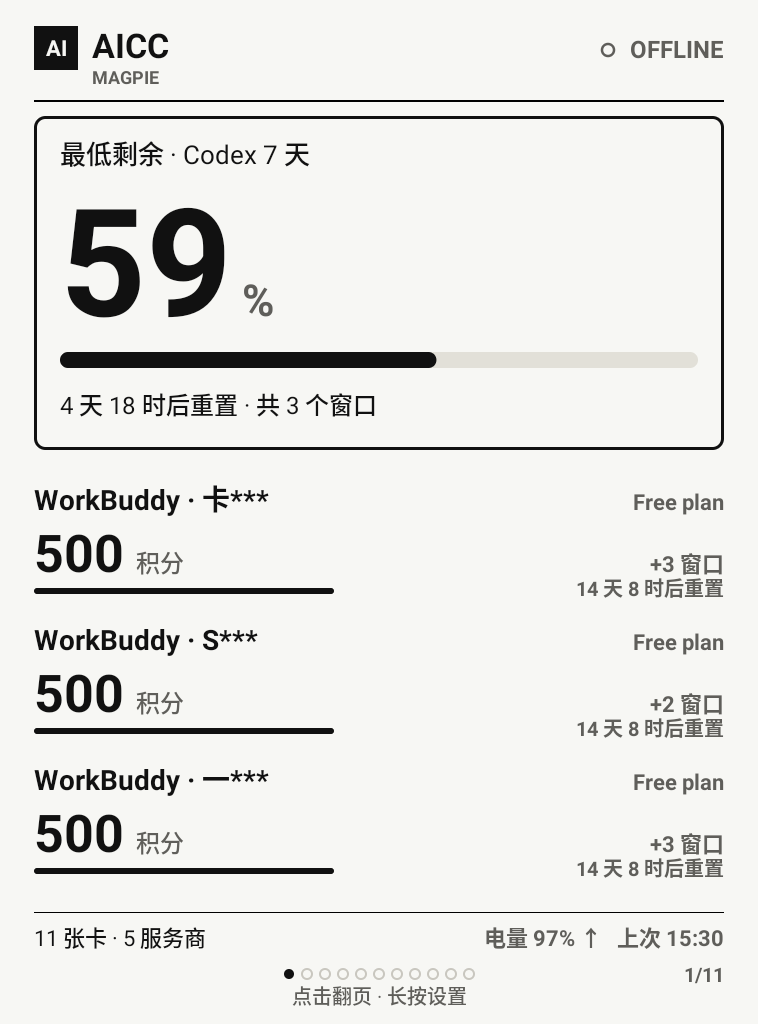 AI AICC
MAGPIE
OFFLINE
最低剩余 · Codex 7 天
59 %
4 天 18 时后重置 · 共 3 个窗口
WorkBuddy · 卡*** Free plan
500 积分 +3 窗口
14 天 8 时后重置
WorkBuddy · S*** Free plan
500 积分 +2 窗口
14 天 8 时后重置
WorkBuddy · 一*** Free plan
500 积分 +3 窗口
14 天 8 时后重置
11 张卡 · 5 服务商 电量 97% ↑ 上次 15:30
1/11
点击翻页 · 长按设置